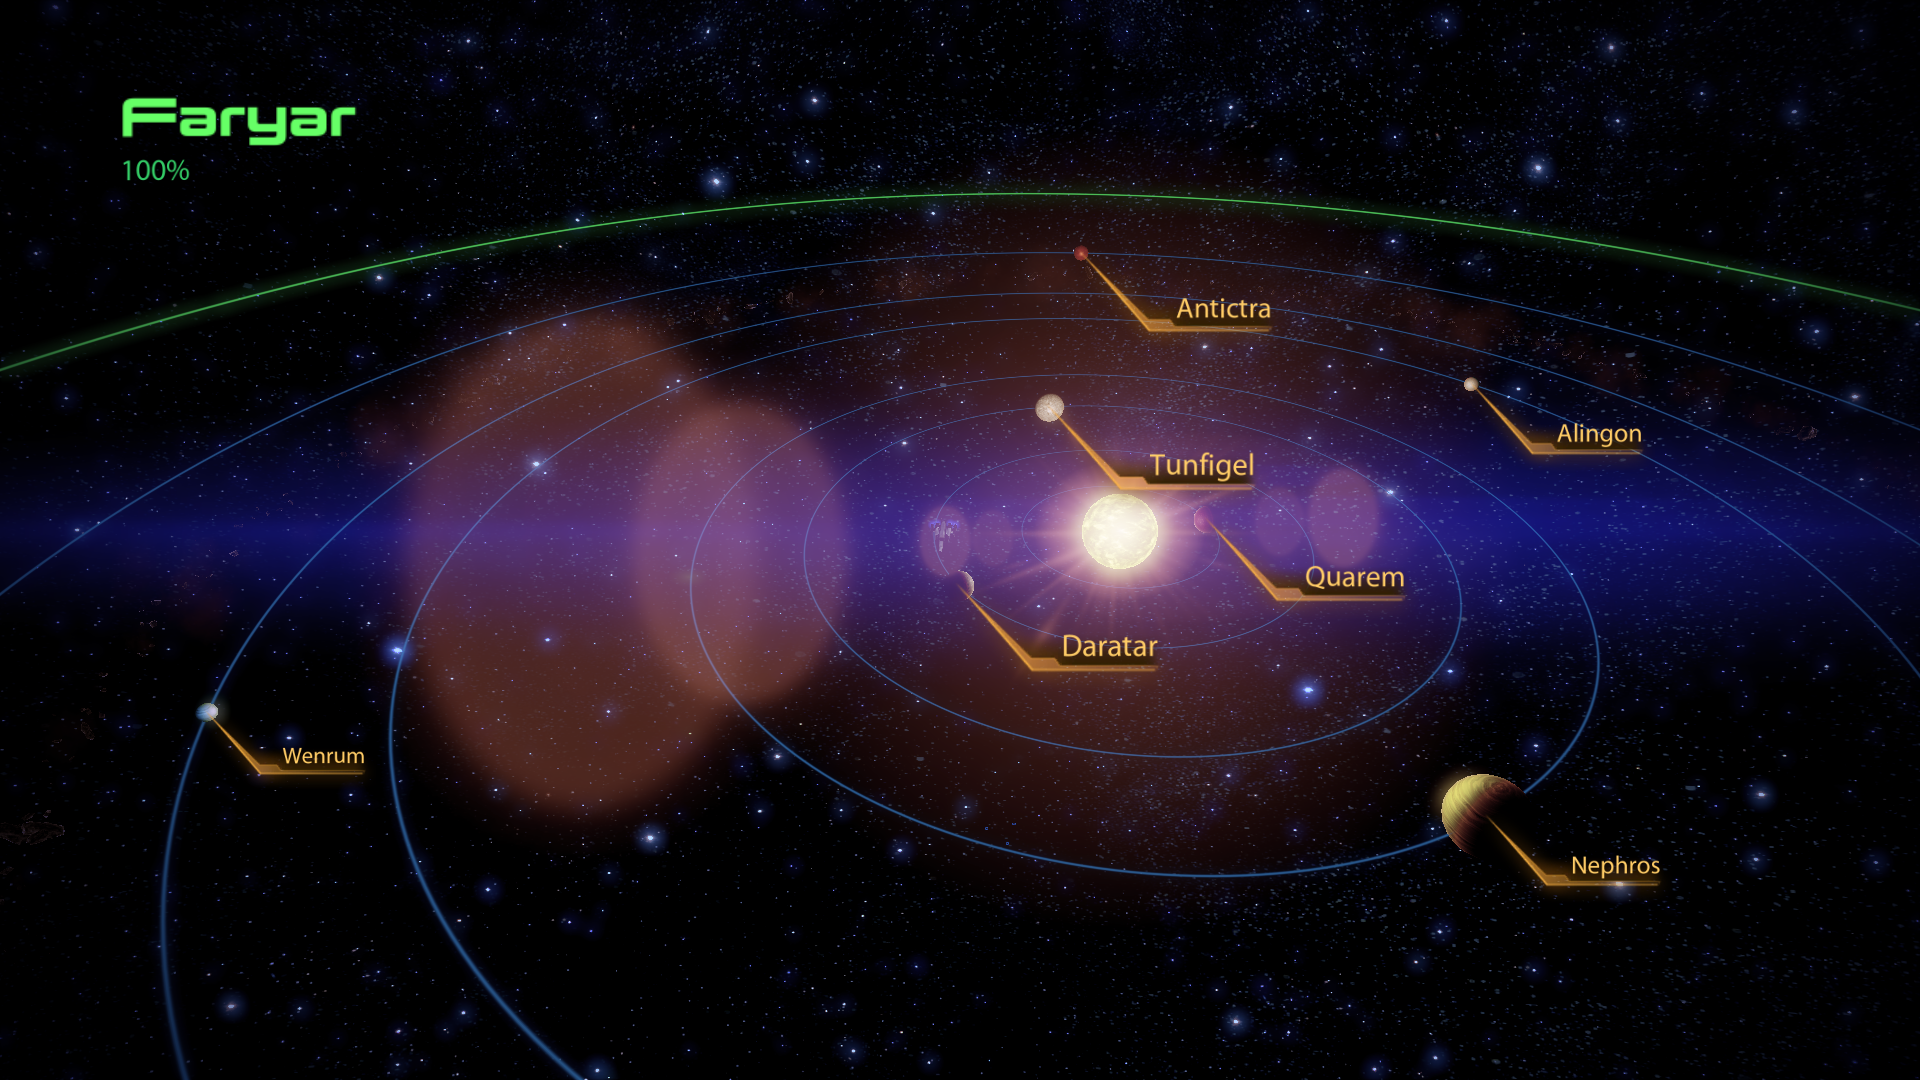 Faryar
100%
Antictra
Alingon
Tunfigel
Quarem
Daratar
Wenrum
Nephros